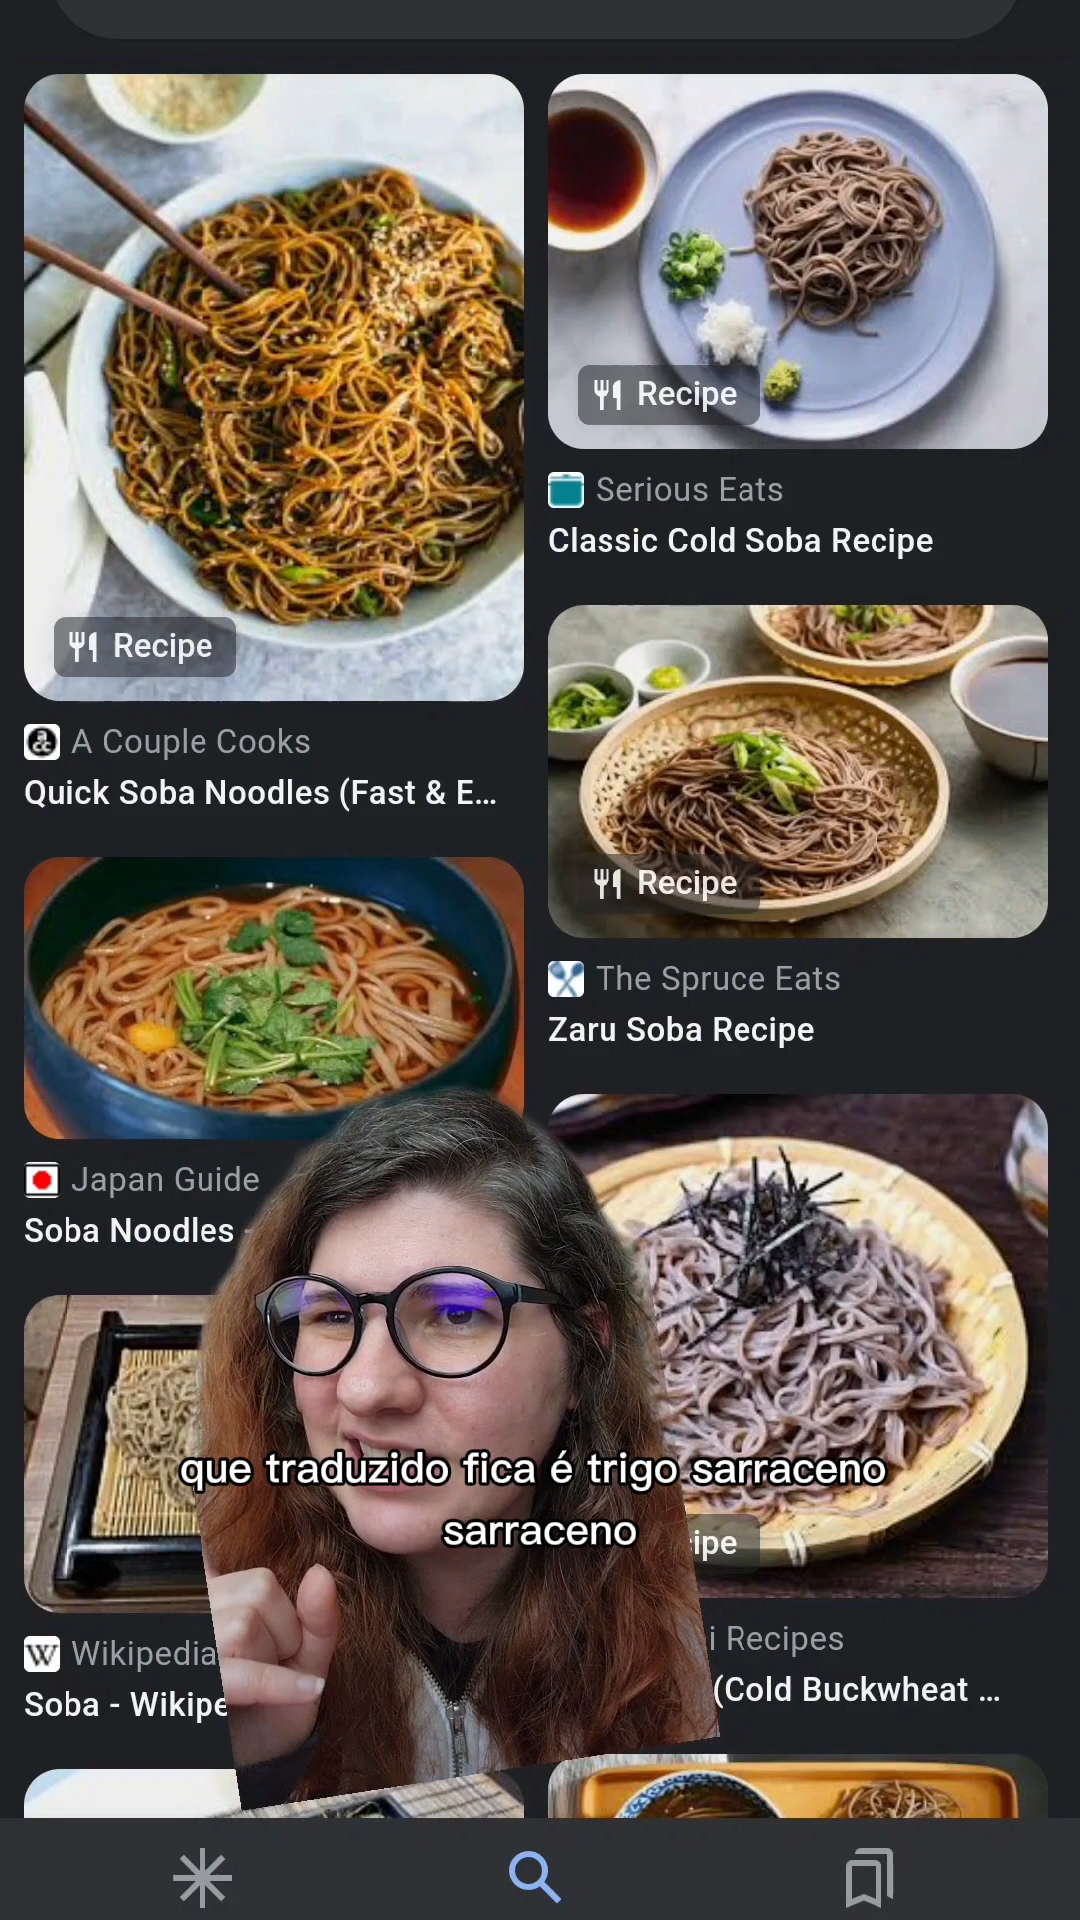 Recipe
A Couple Cooks
Quick Soba Noodles (Fast & E...
Recipe
Serious Eats
Classic Cold Soba Recipe
Recipe
The Spruce Eats
Zaru Soba Recipe
Japan Guide
Soba Noodles -
W Wikipedia
Soba - Wikipe
ipe
i Recipes
(Cold Buckwheat ...
que traduzido fica é trigo sarraceno
sarraceno